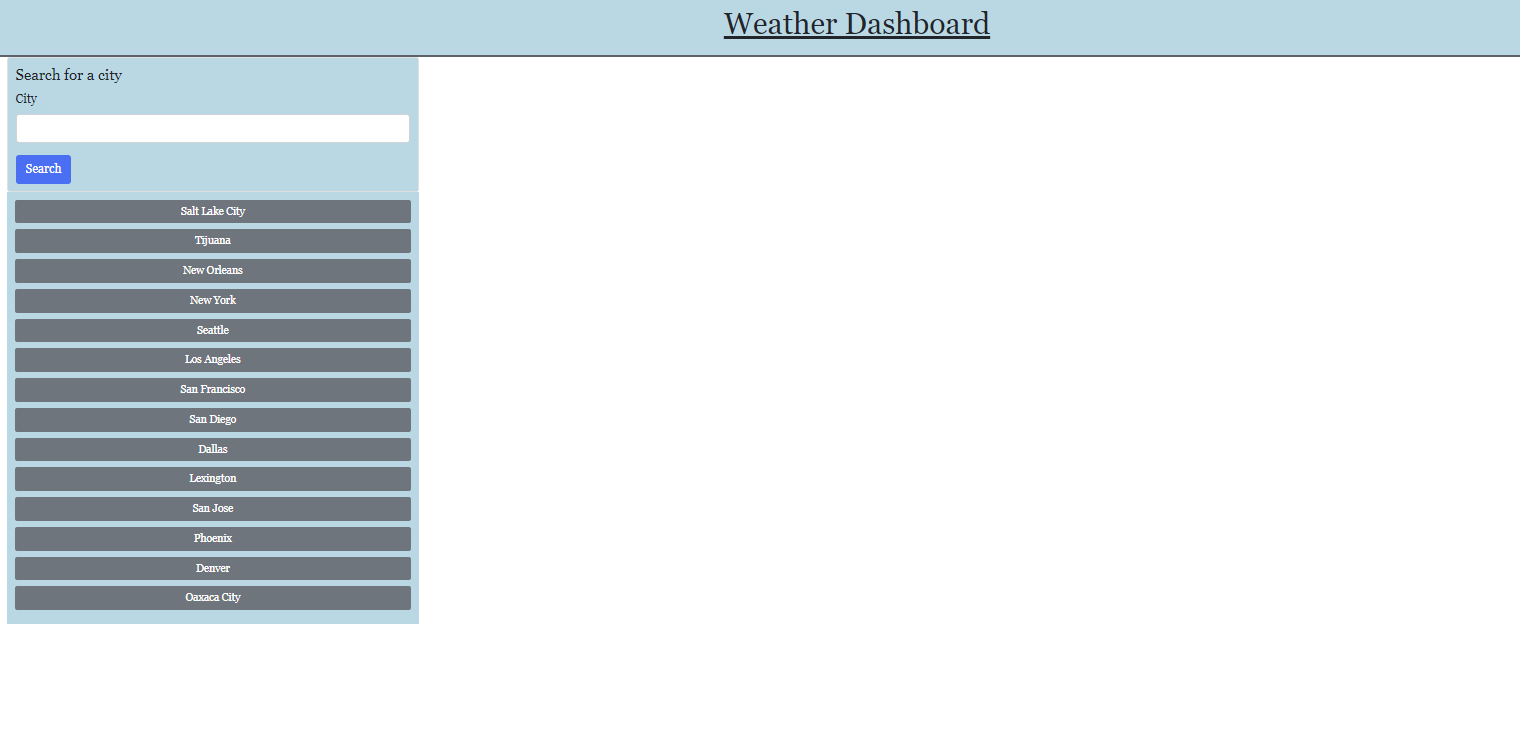 Weather Dashboard
Search for a city
City
Search
Salt Lake City
Tijuana
New Orleans
New York
Seattle
Los Angeles
San Francisco
San Diego
Dallas
Lexington
San Jose
Phoenix
Denver
Oaxaca City